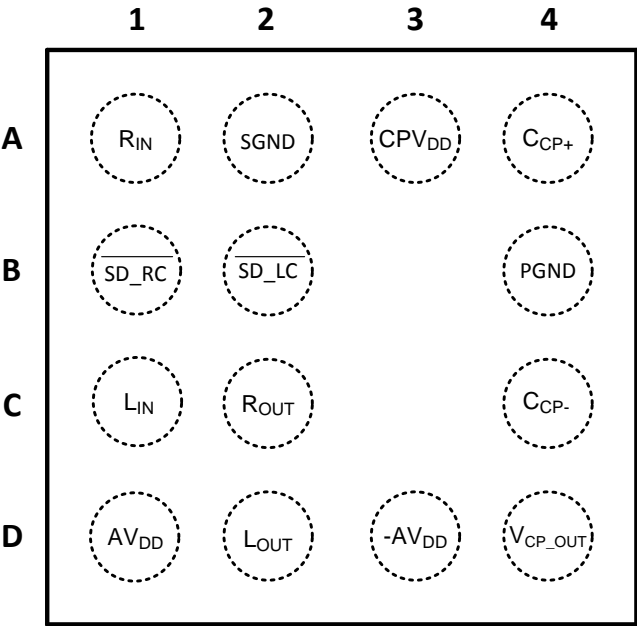 1 2 3 4
A R_IN SGND CPV_DD C_CP+
B SD_RC SD_LC PGND
C L_IN R_OUT C_CP-
D AV_DD L_OUT -AV_DD V_CP_OUT